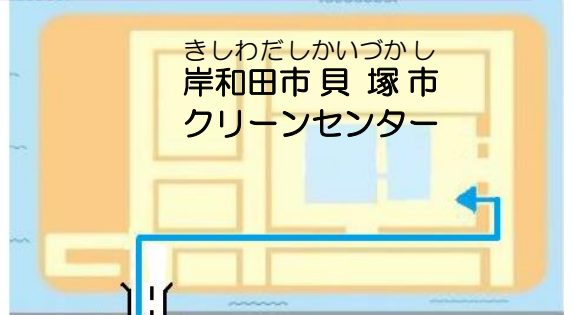 きしわだしかいづかし
岸和田市貝塚市
クリーンセンター